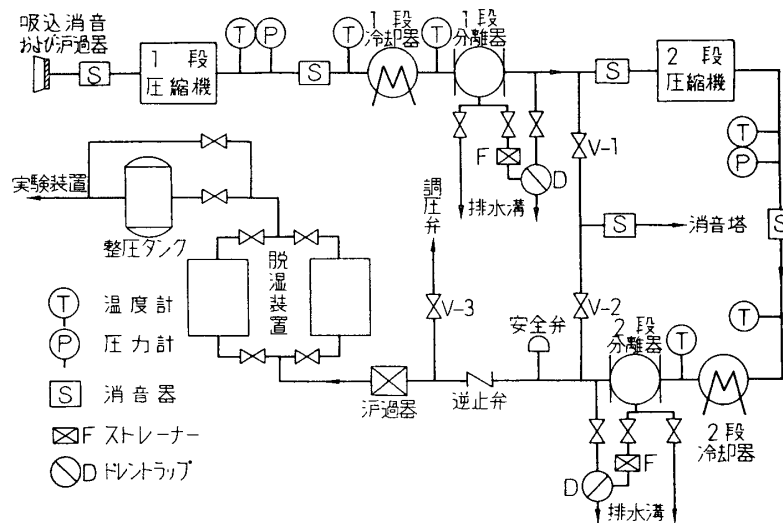 吸込消音
および沪過器
S
1 段
圧縮機
T
P
S
T
1段
冷却器
T
1段
分離器
S
2 段
圧縮機
T
P
S
T
V-1
F
D
排水溝
S
消音塔
調圧弁
V-3
V-2
実験装置
整圧タンク
脱湿装置
安全弁
2段
分離器
T
2段
冷却器
沪過器
逆止弁
D
F
排水溝
T 温度計
P 圧力計
S 消音器
F ストレーナー
D ドレントラップ